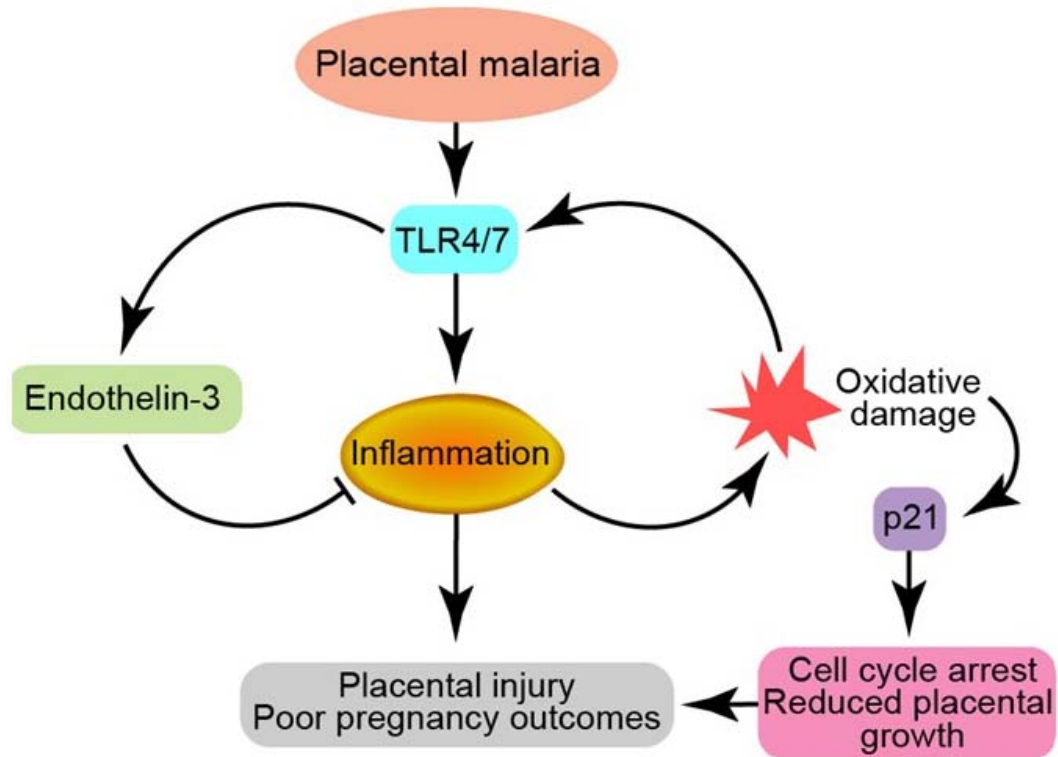 Placental malaria
TLR4/7
Endothelin-3
Inflammation
Oxidative
damage
p21
Placental injury
Poor pregnancy outcomes
Cell cycle arrest
Reduced placental
growth